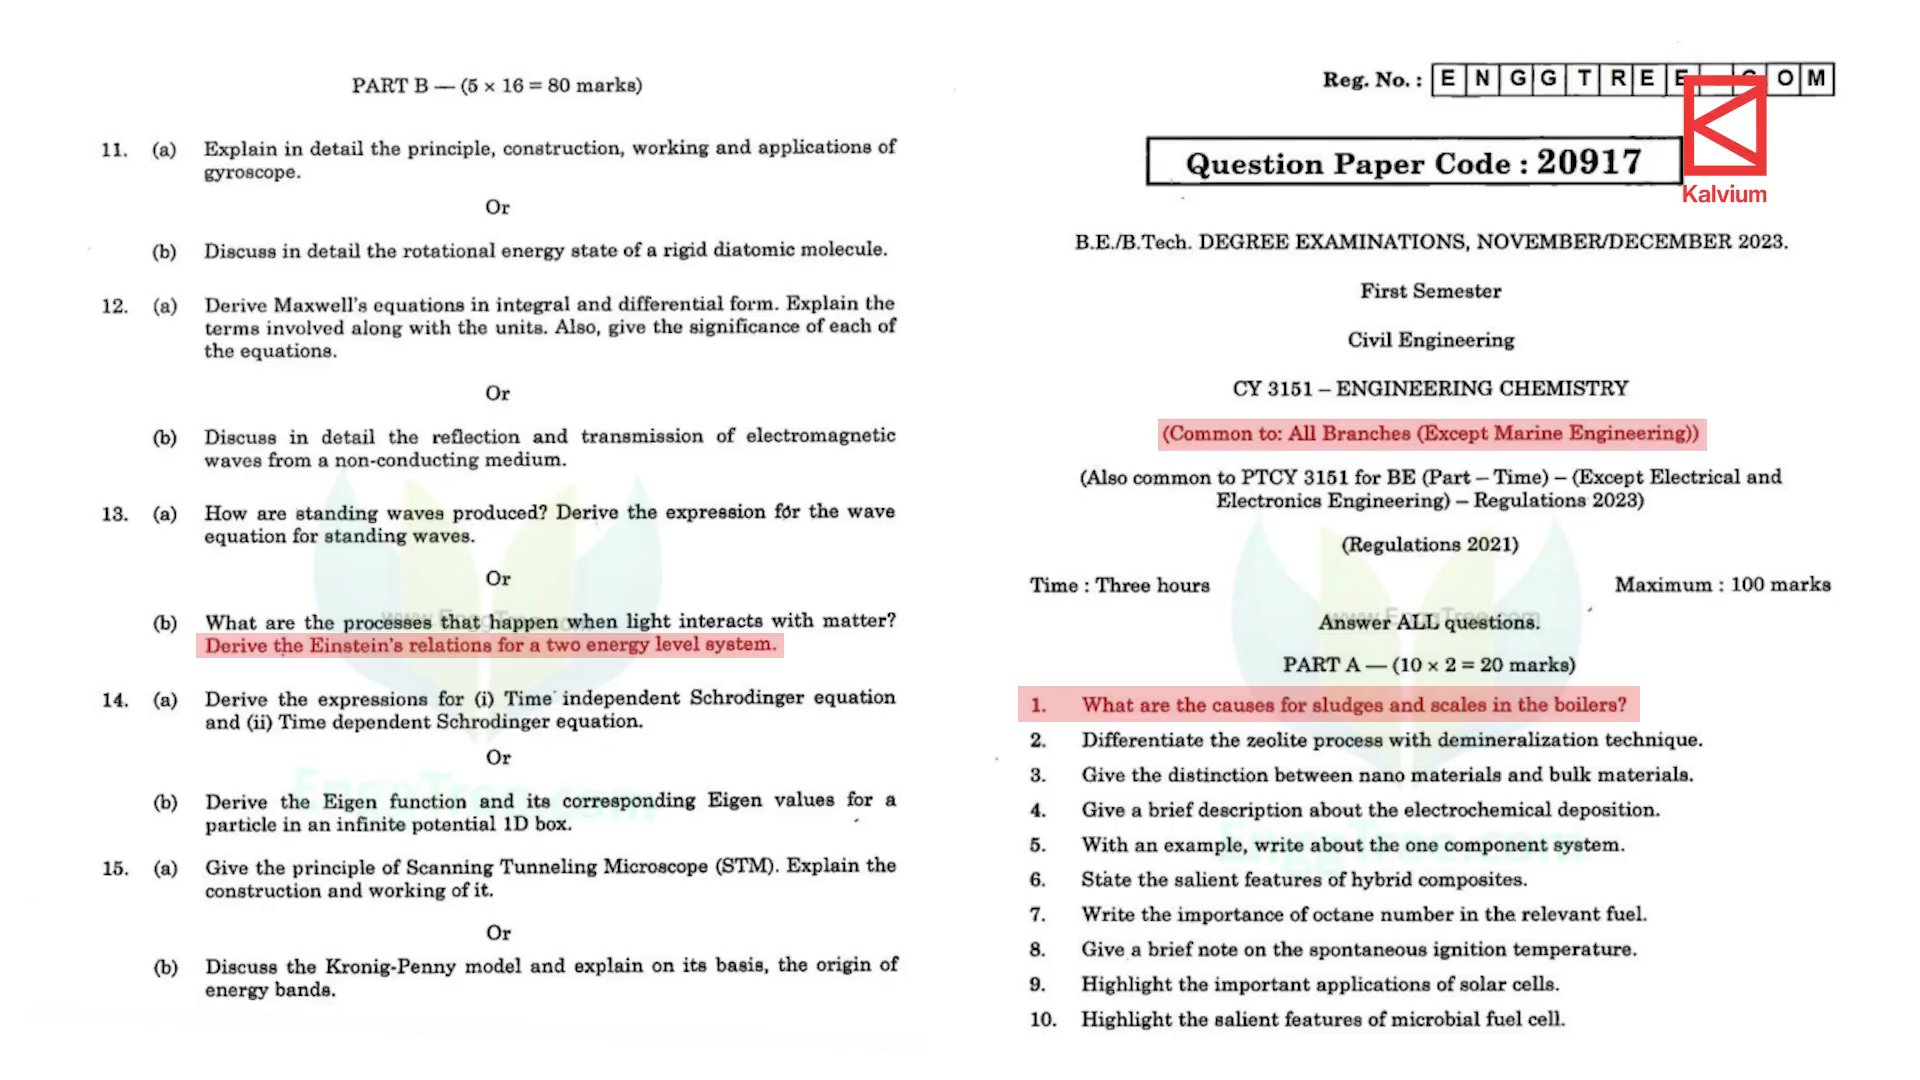 PART B — (5 × 16 = 80 marks)
11. (a) Explain in detail the principle, construction, working and applications of
gyroscope.
Or
(b) Discuss in detail the rotational energy state of a rigid diatomic molecule.
12. (a) Derive Maxwell's equations in integral and differential form. Explain the
terms involved along with the units. Also, give the significance of each of
the equations.
Or
(b) Discuss in detail the reflection and transmission of electromagnetic
waves from a non-conducting medium.
13. (a) How are standing waves produced? Derive the expression for the wave
equation for standing waves.
Or
(b) What are the processes that happen when light interacts with matter?
Derive the Einstein's relations for a two energy level system.
14. (a) Derive the expressions for (i) Time independent Schrodinger equation
and (ii) Time dependent Schrodinger equation.
Or
(b) Derive the Eigen function and its corresponding Eigen values for a
particle in an infinite potential 1D box.
15. (a) Give the principle of Scanning Tunneling Microscope (STM). Explain the
construction and working of it.
Or
(b) Discuss the Kronig-Penny model and explain on its basis, the origin of
energy bands.
EnggTree.com
Reg. No. : E N G G T R E E . C O M
Question Paper Code : 20917
Kalvium
B.E./B.Tech. DEGREE EXAMINATIONS, NOVEMBER/DECEMBER 2023.
First Semester
Civil Engineering
CY 3151 – ENGINEERING CHEMISTRY
(Common to: All Branches (Except Marine Engineering))
(Also common to PTCY 3151 for BE (Part – Time) – (Except Electrical and
Electronics Engineering) – Regulations 2023)
(Regulations 2021)
Time : Three hours Maximum : 100 marks
www.EnggTree.com
Answer ALL questions.
PART A — (10 × 2 = 20 marks)
1. What are the causes for sludges and scales in the boilers?
2. Differentiate the zeolite process with demineralization technique.
3. Give the distinction between nano materials and bulk materials.
4. Give a brief description about the electrochemical deposition.
5. With an example, write about the one component system.
6. State the salient features of hybrid composites.
7. Write the importance of octane number in the relevant fuel.
8. Give a brief note on the spontaneous ignition temperature.
9. Highlight the important applications of solar cells.
10. Highlight the salient features of microbial fuel cell.